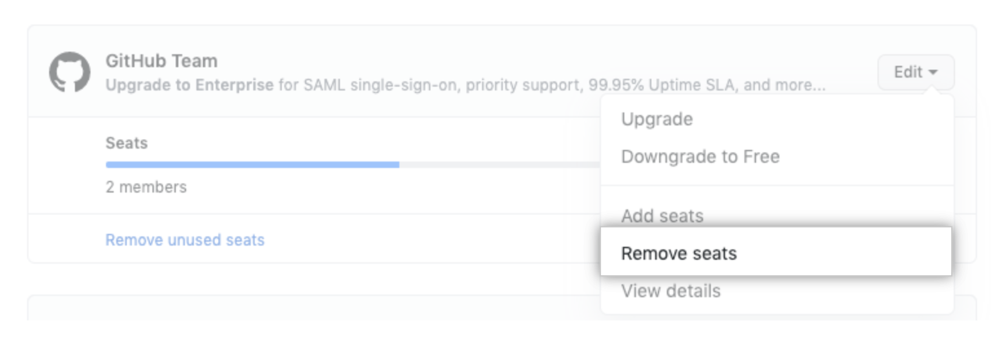 GitHub Team
Upgrade to Enterprise for SAML single-sign-on, priority support, 99.95% Uptime SLA, and more...
Edit
Upgrade
Downgrade to Free
Seats
2 members
Add seats
Remove unused seats
Remove seats
View details